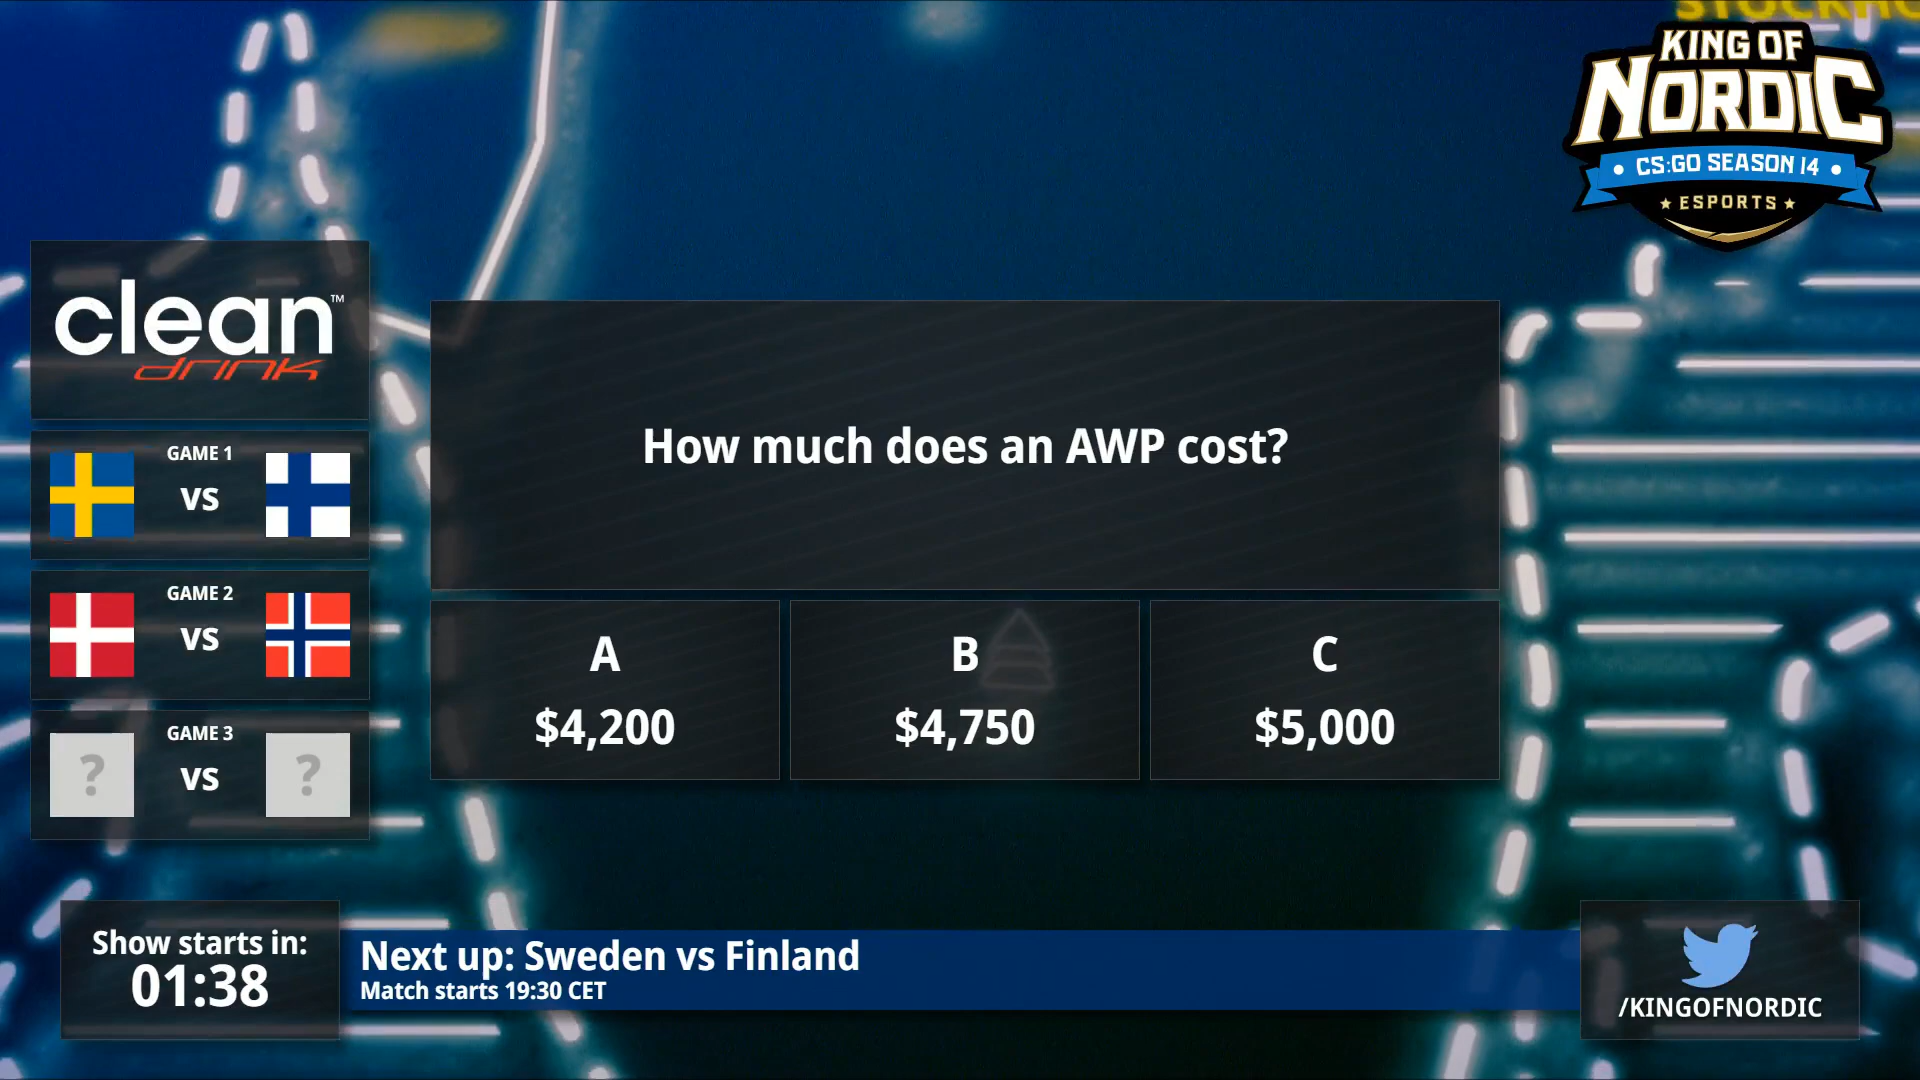 STOCKHO
KING OF
NORDIC
CS:GO SEASON 14
ESPORTS
clean™
drink
GAME 1
VS
GAME 2
VS
GAME 3
? VS ?
How much does an AWP cost?
A
$4,200
B
$4,750
C
$5,000
Show starts in:
01:38
Next up: Sweden vs Finland
Match starts 19:30 CET
/KINGOFNORDIC